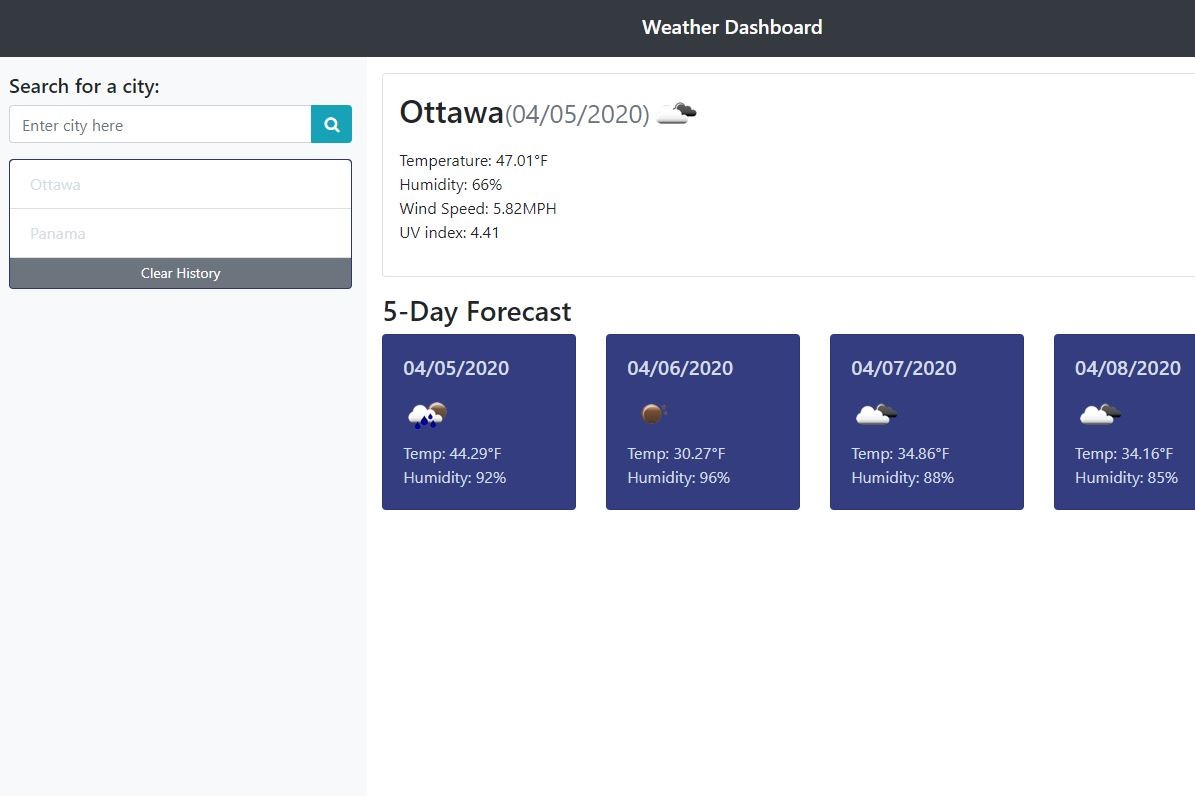 Weather Dashboard
Search for a city:
Enter city here
Ottawa
Panama
Clear History
Ottawa(04/05/2020)
Temperature: 47.01°F
Humidity: 66%
Wind Speed: 5.82MPH
UV index: 4.41
5-Day Forecast
04/05/2020
Temp: 44.29°F
Humidity: 92%
04/06/2020
Temp: 30.27°F
Humidity: 96%
04/07/2020
Temp: 34.86°F
Humidity: 88%
04/08/2020
Temp: 34.16°F
Humidity: 85%